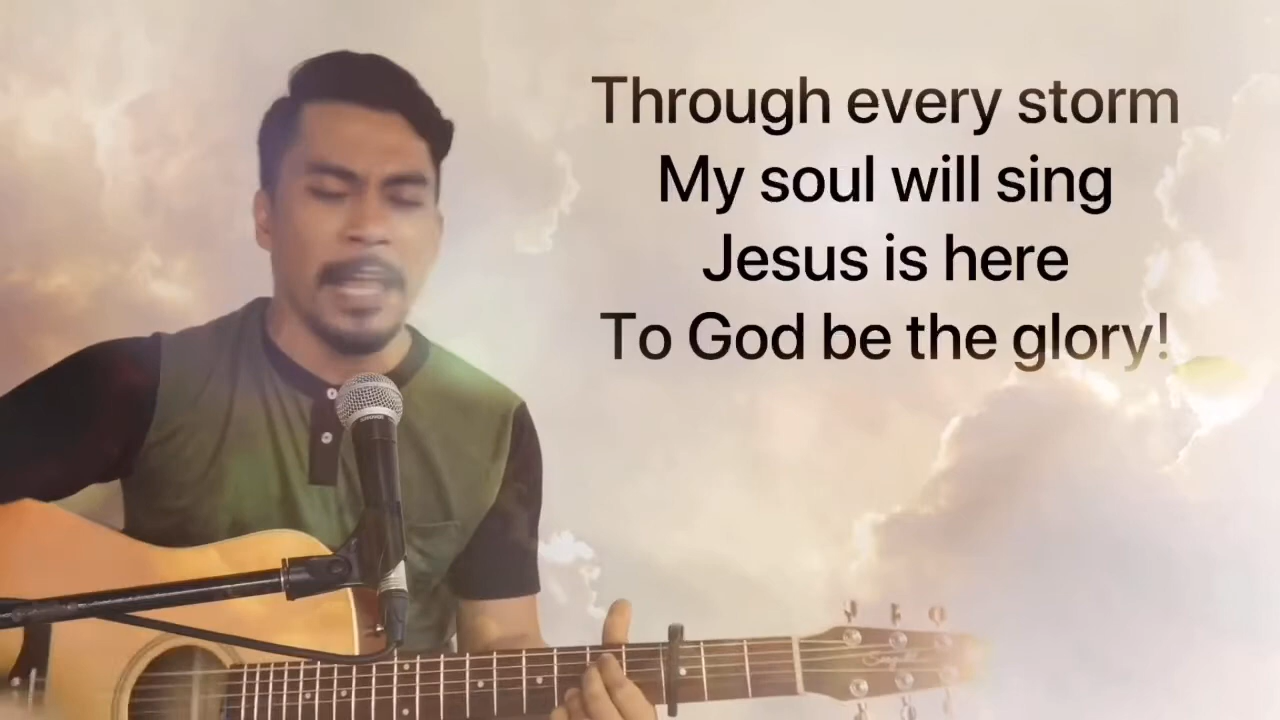 Through every storm
My soul will sing
Jesus is here
To God be the glory!